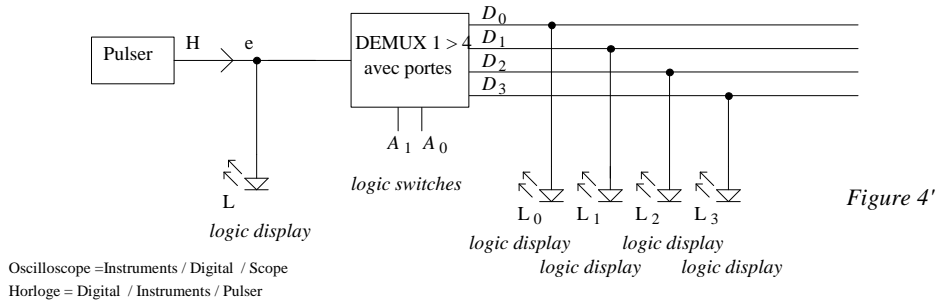 Pulser
H
e
DEMUX 1 > 4
avec portes
D0
D1
D2
D3
A1 A0
logic switches
L
logic display
L0
L1
L2
L3
logic display
logic display
logic display
logic display
Figure 4'
Oscilloscope =Instruments / Digital / Scope
Horloge = Digital / Instruments / Pulser